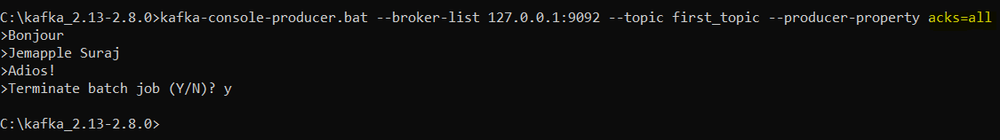 C:\kafka_2.13-2.8.0>kafka-console-producer.bat --broker-list 127.0.0.1:9092 --topic first_topic --producer-property acks=all
>Bonjour
>Jemapple Suraj
>Adios!
>Terminate batch job (Y/N)? y
C:\kafka_2.13-2.8.0>